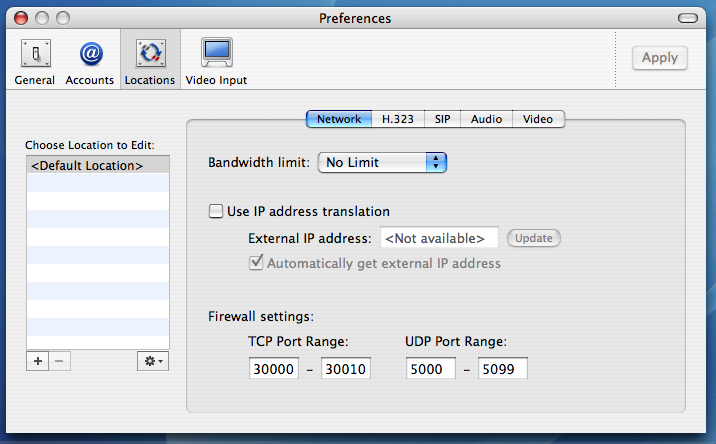 Preferences
General Accounts Locations Video Input
Apply
Network H.323 SIP Audio Video
Choose Location to Edit:
<Default Location>
Bandwidth limit: No Limit
Use IP address translation
External IP address: <Not available> Update
Automatically get external IP address
Firewall settings:
TCP Port Range: UDP Port Range:
30000 - 30010 5000 - 5099